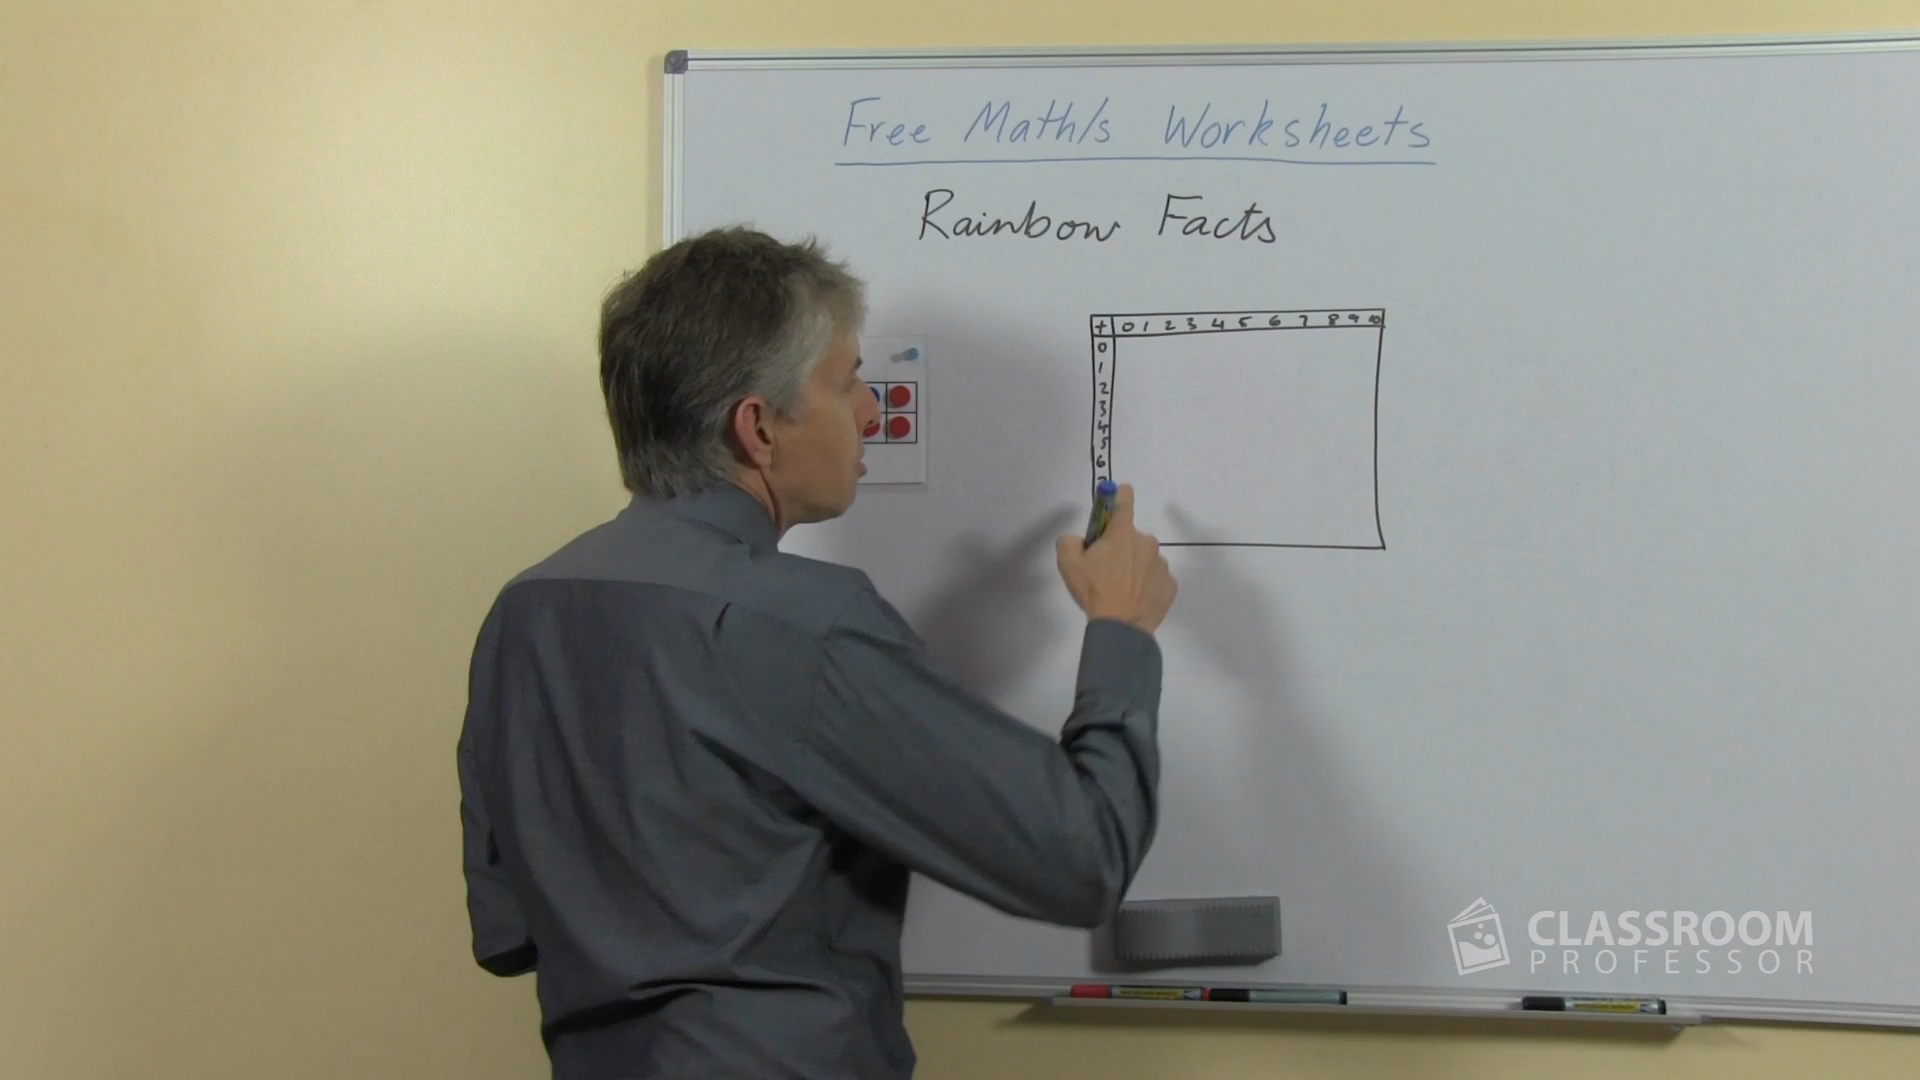 Free Math/s Worksheets
Rainbow Facts
+ 0 1 2 3 4 5 6 7 8 9 10
0
1
2
3
4
5
6
CLASSROOM
PROFESSOR